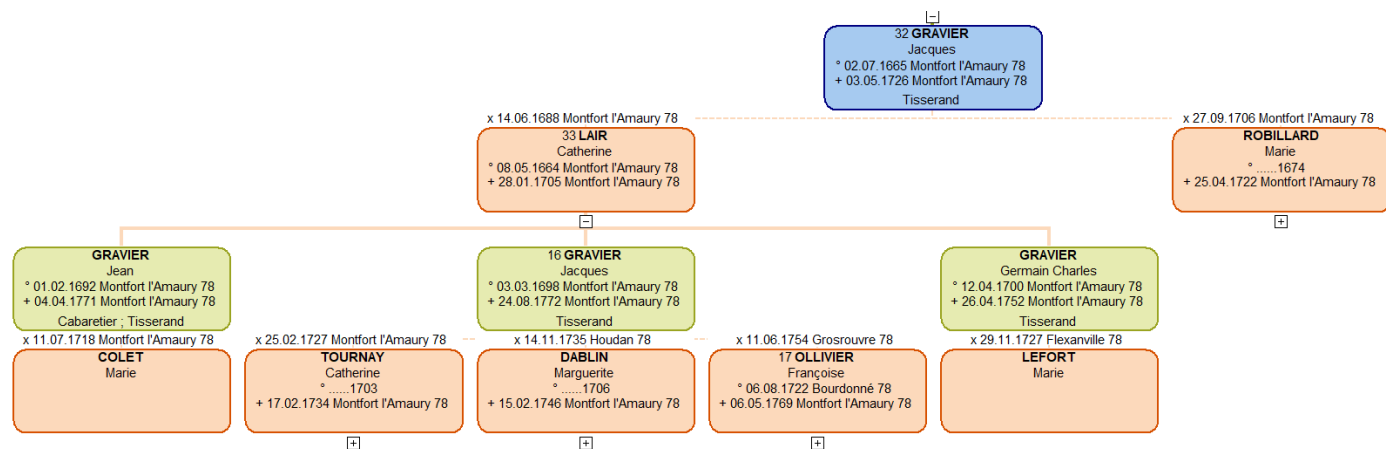 32 GRAVIER
Jacques
° 02.07.1665 Montfort l'Amaury 78
+ 03.05.1726 Montfort l'Amaury 78
Tisserand
x 14.06.1688 Montfort l'Amaury 78
33 LAIR
Catherine
° 08.05.1664 Montfort l'Amaury 78
+ 28.01.1705 Montfort l'Amaury 78
x 27.09.1706 Montfort l'Amaury 78
ROBILLARD
Marie
° ......1674
+ 25.04.1722 Montfort l'Amaury 78
GRAVIER
Jean
° 01.02.1692 Montfort l'Amaury 78
+ 04.04.1771 Montfort l'Amaury 78
Cabaretier ; Tisserand
16 GRAVIER
Jacques
° 03.03.1698 Montfort l'Amaury 78
+ 24.08.1772 Montfort l'Amaury 78
Tisserand
GRAVIER
Germain Charles
° 12.04.1700 Montfort l'Amaury 78
+ 26.04.1752 Montfort l'Amaury 78
Tisserand
x 11.07.1718 Montfort l'Amaury 78
COLET
Marie
x 25.02.1727 Montfort l'Amaury 78
TOURNAY
Catherine
° ......1703
+ 17.02.1734 Montfort l'Amaury 78
x 14.11.1735 Houdan 78
DABLIN
Marguerite
° ......1706
+ 15.02.1746 Montfort l'Amaury 78
x 11.06.1754 Grosrouvre 78
17 OLLIVIER
Françoise
° 06.08.1722 Bourdonné 78
+ 06.05.1769 Montfort l'Amaury 78
x 29.11.1727 Flexanville 78
LEFORT
Marie